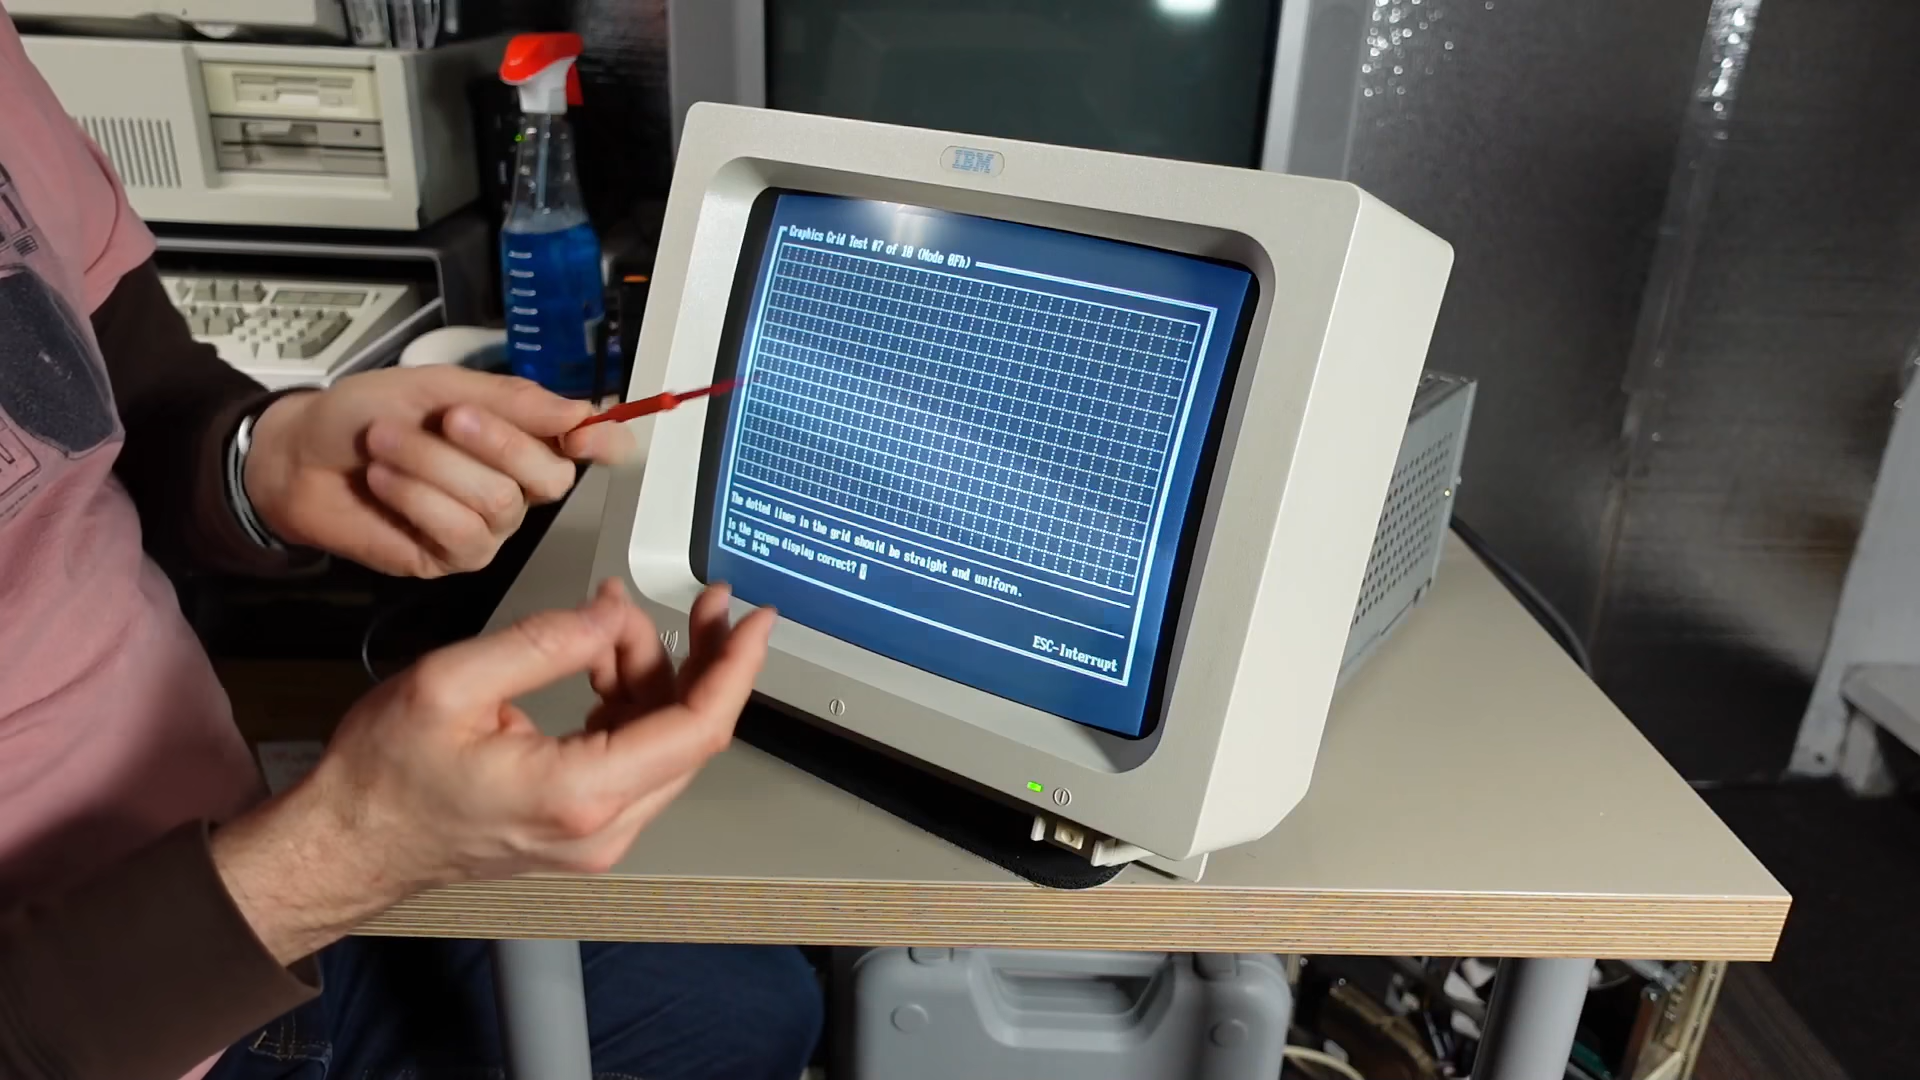 IBM
Graphics Grid Test 07 of 10 (Mode 0Fh)
The dotted lines in the grid should be straight and uniform.
Is the screen display correct?
Y-Yes N-No
ESC-Interrupt